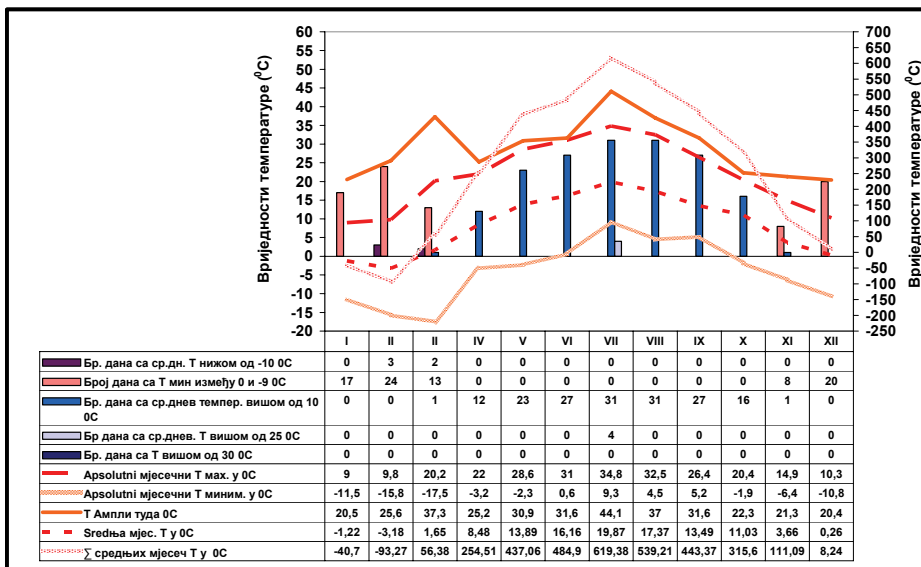 Вриједности температуре (⁰C)
60
55
50
45
40
35
30
25
20
15
10
5
0
-5
-10
-15
-20
700
650
600
550
500
450
400
350
300
250
200
150
100
50
0
-50
-100
-150
-200
-250
Вриједности температуре (⁰C)
I II II IV V VI VII VIII IX X XI XII
Бр. дана са ср.дн. Т нижом од -10 0С 0 3 2 0 0 0 0 0 0 0 0 0
Број дана са Т мин између 0 и -9 0С 17 24 13 0 0 0 0 0 0 0 8 20
Бр. дана са ср.днев темпер. вишом од 10 0 0 1 12 23 27 31 31 27 16 1 0
0С
Бр дана са ср.днев. Т вишом од 25 0С 0 0 0 0 0 0 4 0 0 0 0 0
Бр. дана са Т вишом од 30 0С 0 0 0 0 0 0 0 0 0 0 0 0
Apsolutni мјесечни Т мах. у 0С 9 9,8 20,2 22 28,6 31 34,8 32,5 26,4 20,4 14,9 10,3
Apsolutni мјесечни Т миним. у 0С -11,5 -15,8 -17,5 -3,2 -2,3 0,6 9,3 4,5 5,2 -1,9 -6,4 -10,8
Т Ампли туда 0С 20,5 25,6 37,3 25,2 30,9 31,6 44,1 37 31,6 22,3 21,3 20,4
Sredња мјес. Т у 0С -1,22 -3,18 1,65 8,48 13,89 16,16 19,87 17,37 13,49 11,03 3,66 0,26
∑ средњих мјесеч Т у 0С -40,7 -93,27 56,38 254,51 437,06 484,9 619,38 539,21 443,37 315,6 111,09 8,24